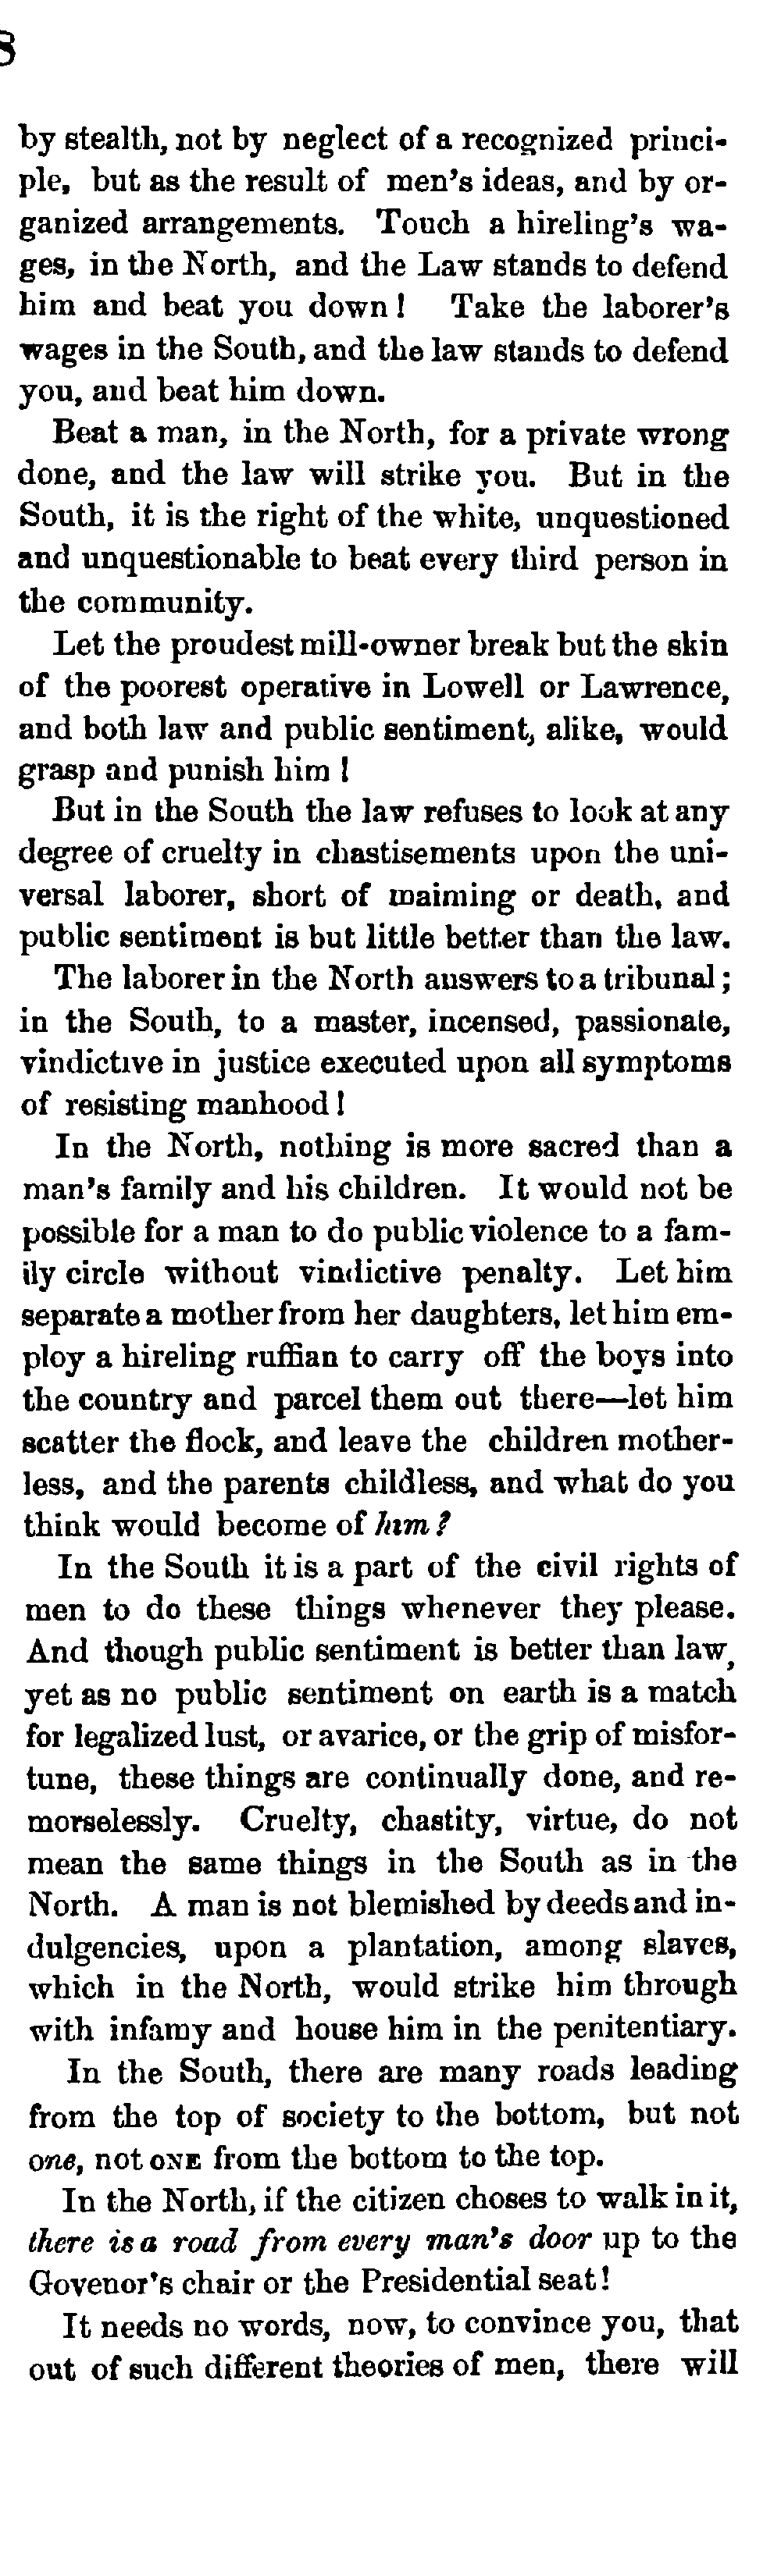 8
by stealth, not by neglect of a recognized princi-
ple, but as the result of men's ideas, and by or-
ganized arrangements. Touch a hireling's wa-
ges, in the North, and the Law stands to defend
him and beat you down! Take the laborer's
wages in the South, and the law stands to defend
you, and beat him down.
Beat a man, in the North, for a private wrong
done, and the law will strike you. But in the
South, it is the right of the white, unquestioned
and unquestionable to beat every third person in
the community.
Let the proudest mill-owner break but the skin
of the poorest operative in Lowell or Lawrence,
and both law and public sentiment, alike, would
grasp and punish him!
But in the South the law refuses to look at any
degree of cruelty in chastisements upon the uni-
versal laborer, short of maiming or death, and
public sentiment is but little better than the law.
The laborer in the North answers to a tribunal;
in the South, to a master, incensed, passionate,
vindictive in justice executed upon all symptoms
of resisting manhood!
In the North, nothing is more sacred than a
man's family and his children. It would not be
possible for a man to do public violence to a fam-
ily circle without vindictive penalty. Let him
separate a mother from her daughters, let him em-
ploy a hireling ruffian to carry off the boys into
the country and parcel them out there—let him
scatter the flock, and leave the children mother-
less, and the parents childless, and what do you
think would become of him?
In the South it is a part of the civil rights of
men to do these things whenever they please.
And though public sentiment is better than law,
yet as no public sentiment on earth is a match
for legalized lust, or avarice, or the grip of misfor-
tune, these things are continually done, and re-
morselessly. Cruelty, chastity, virtue, do not
mean the same things in the South as in the
North. A man is not blemished by deeds and in-
dulgencies, upon a plantation, among slaves,
which in the North, would strike him through
with infamy and house him in the penitentiary.
In the South, there are many roads leading
from the top of society to the bottom, but not
one, not ONE from the bottom to the top.
In the North, if the citizen choses to walk in it,
there is a road from every man's door up to the
Govenor's chair or the Presidential seat!
It needs no words, now, to convince you, that
out of such different theories of men, there will